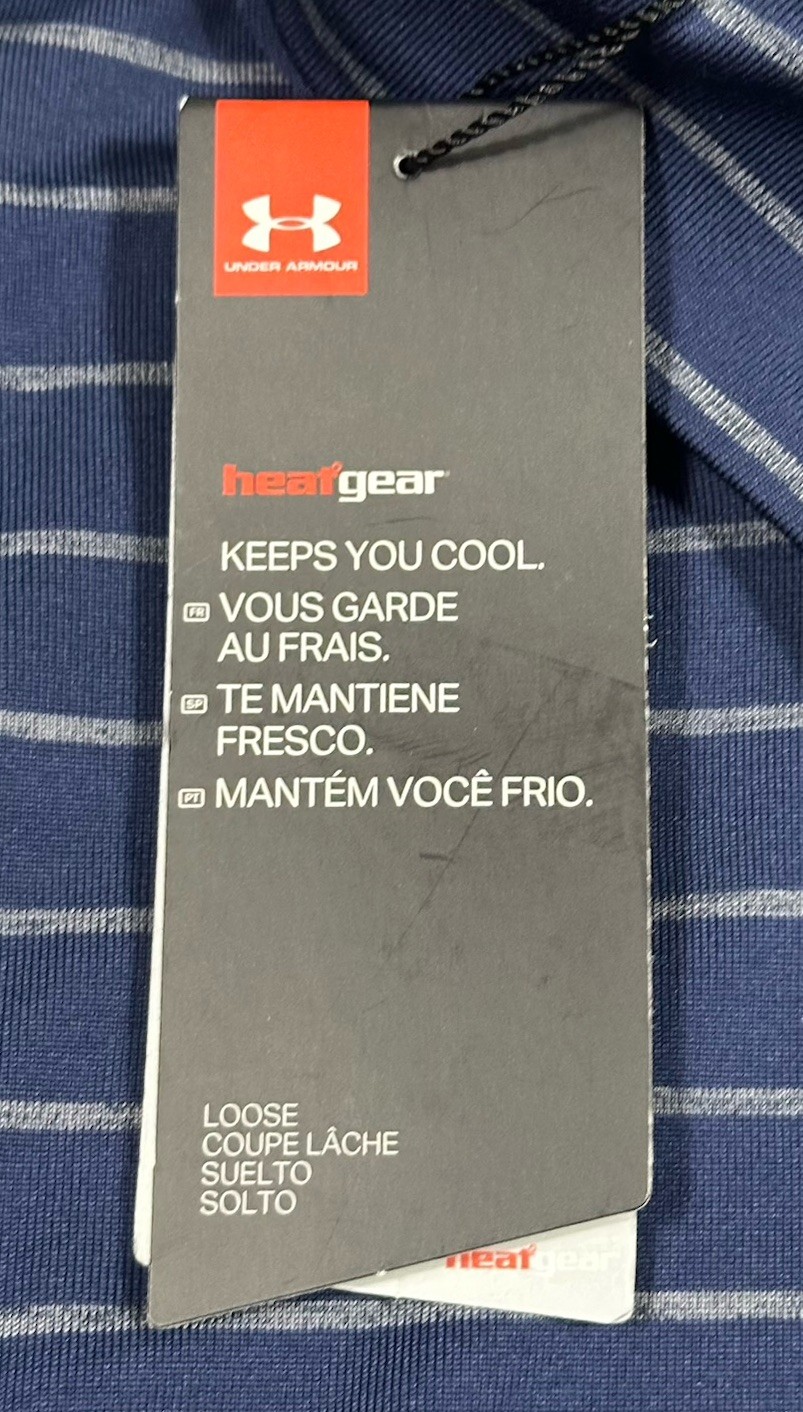 UNDER ARMOUR
heatgear
KEEPS YOU COOL.
FR VOUS GARDE
AU FRAIS.
SP TE MANTIENE
FRESCO.
PT MANTÉM VOCÊ FRIO.
LOOSE
COUPE LÂCHE
SUELTO
SOLTO
heatgear